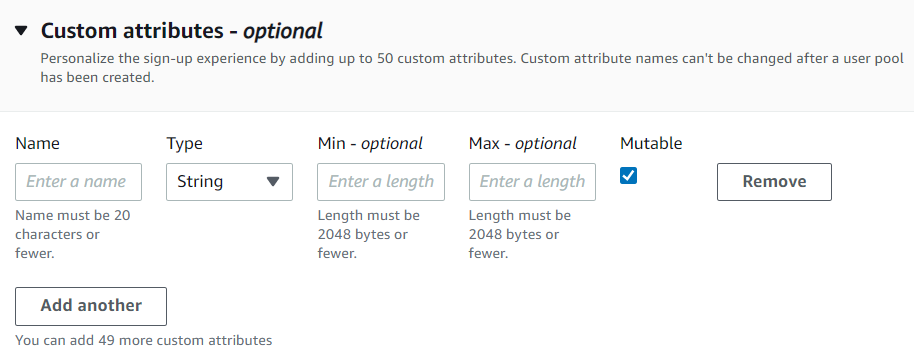 Custom attributes - optional
Personalize the sign-up experience by adding up to 50 custom attributes. Custom attribute names can't be changed after a user pool
has been created.
Name Type Min - optional Max - optional Mutable
Enter a name String Enter a length Enter a length Remove
Name must be 20 Length must be Length must be
characters or 2048 bytes or 2048 bytes or
fewer. fewer. fewer.
Add another
You can add 49 more custom attributes